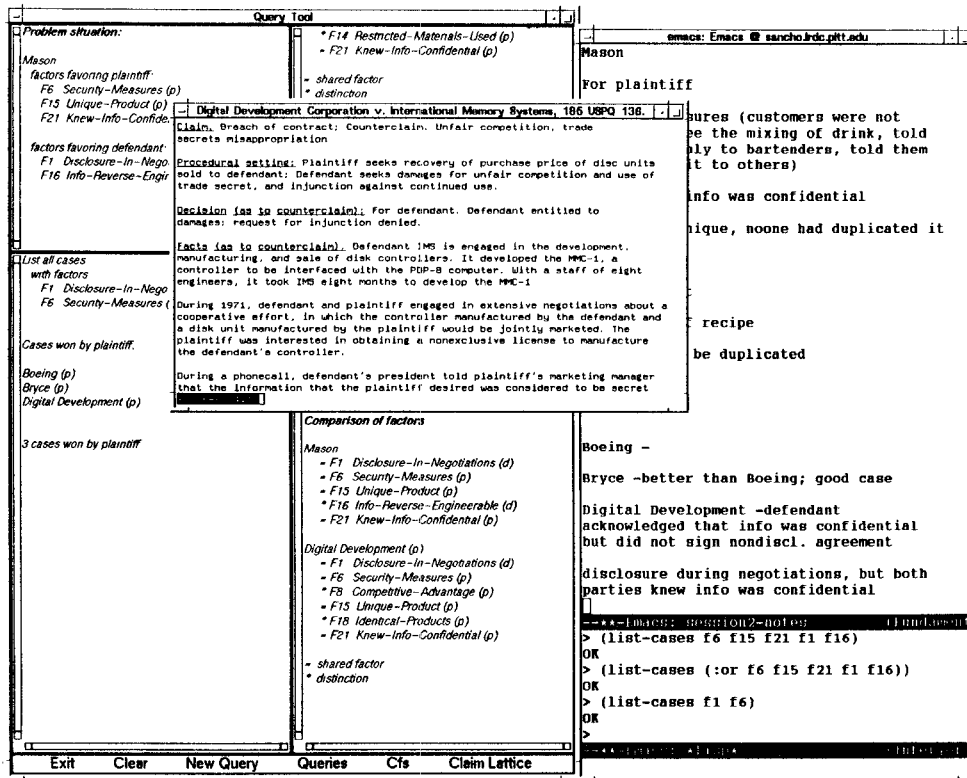 Query Tool
Problem situation:
Mason
factors favoring plaintiff:
F6 Security-Measures (p)
F15 Unique-Product (p)
F21 Knew-Info-Confide
factors favoring defendant:
F1 Disclosure-In-Nego
F16 Info-Reverse-Engir
List all cases
with factors
F1 Disclosure-In-Nego
F6 Security-Measures (
Cases won by plaintiff.
Boeing (p)
Bryce (p)
Digital Development (p)
3 cases won by plaintiff
* F14 Restricted-Materials-Used (p)
= F21 Knew-Info-Confidential (p)
= shared factor
* distinction
Digital Development Corporation v. International Memory Systems, 186 USPQ 136.
Claim. Breach of contract; Counterclaim. Unfair competition, trade
secrets misappropriation
Procedural setting: Plaintiff seeks recovery of purchase price of disc units
sold to defendant; Defendant seeks damages for unfair competition and use of
trade secret, and injunction against continued use.
Decision (as to counterclaim): For defendant. Defendant entitled to
damages; request for injunction denied.
Facts (as to counterclaim). Defendant IMS is engaged in the development,
manufacturing, and sale of disk controllers. It developed the MMC-1, a
controller to be interfaced with the PDP-8 computer. With a staff of eight
engineers, it took IMS eight months to develop the MMC-1
During 1971, defendant and plaintiff engaged in extensive negotiations about a
cooperative effort, in which the controller manufactured by the defendant and
a disk unit manufactured by the plaintiff would be jointly marketed. The
plaintiff was interested in obtaining a nonexclusive license to manufacture
the defendant's controller.
During a phonecall, defendant's president told plaintiff's marketing manager
that the information that the plaintiff desired was considered to be secret
Comparison of factors
Mason
= F1 Disclosure-In-Negotiations (d)
= F6 Security-Measures (p)
= F15 Unique-Product (p)
* F16 Info-Reverse-Engineerable (d)
= F21 Knew-Info-Confidential (p)
Digital Development (p)
= F1 Disclosure-In-Negotiations (d)
= F6 Security-Measures (p)
* F8 Competitive-Advantage (p)
= F15 Unique-Product (p)
* F18 Identical-Products (p)
= F21 Knew-Info-Confidential (p)
= shared factor
* distinction
Exit Clear New Query Queries Cfs Claim Lattice
emacs: Emacs @ sancho.lrdc.pitt.edu
Mason
For plaintiff
ures (customers were not
ee the mixing of drink, told
ly to bartenders, told them
it to others)
nfo was confidential
nique, noone had duplicated it
recipe
be duplicated
Boeing -
Bryce -better than Boeing; good case
Digital Development -defendant
acknowledged that info was confidential
but did not sign nondiscl. agreement
disclosure during negotiations, but both
parties knew info was confidential
--**-Emacs: session2-notes (Fundament
> (list-cases f6 f15 f21 f1 f16)
OK
> (list-cases (:or f6 f15 f21 f1 f16))
OK
> (list-cases f1 f6)
OK
>